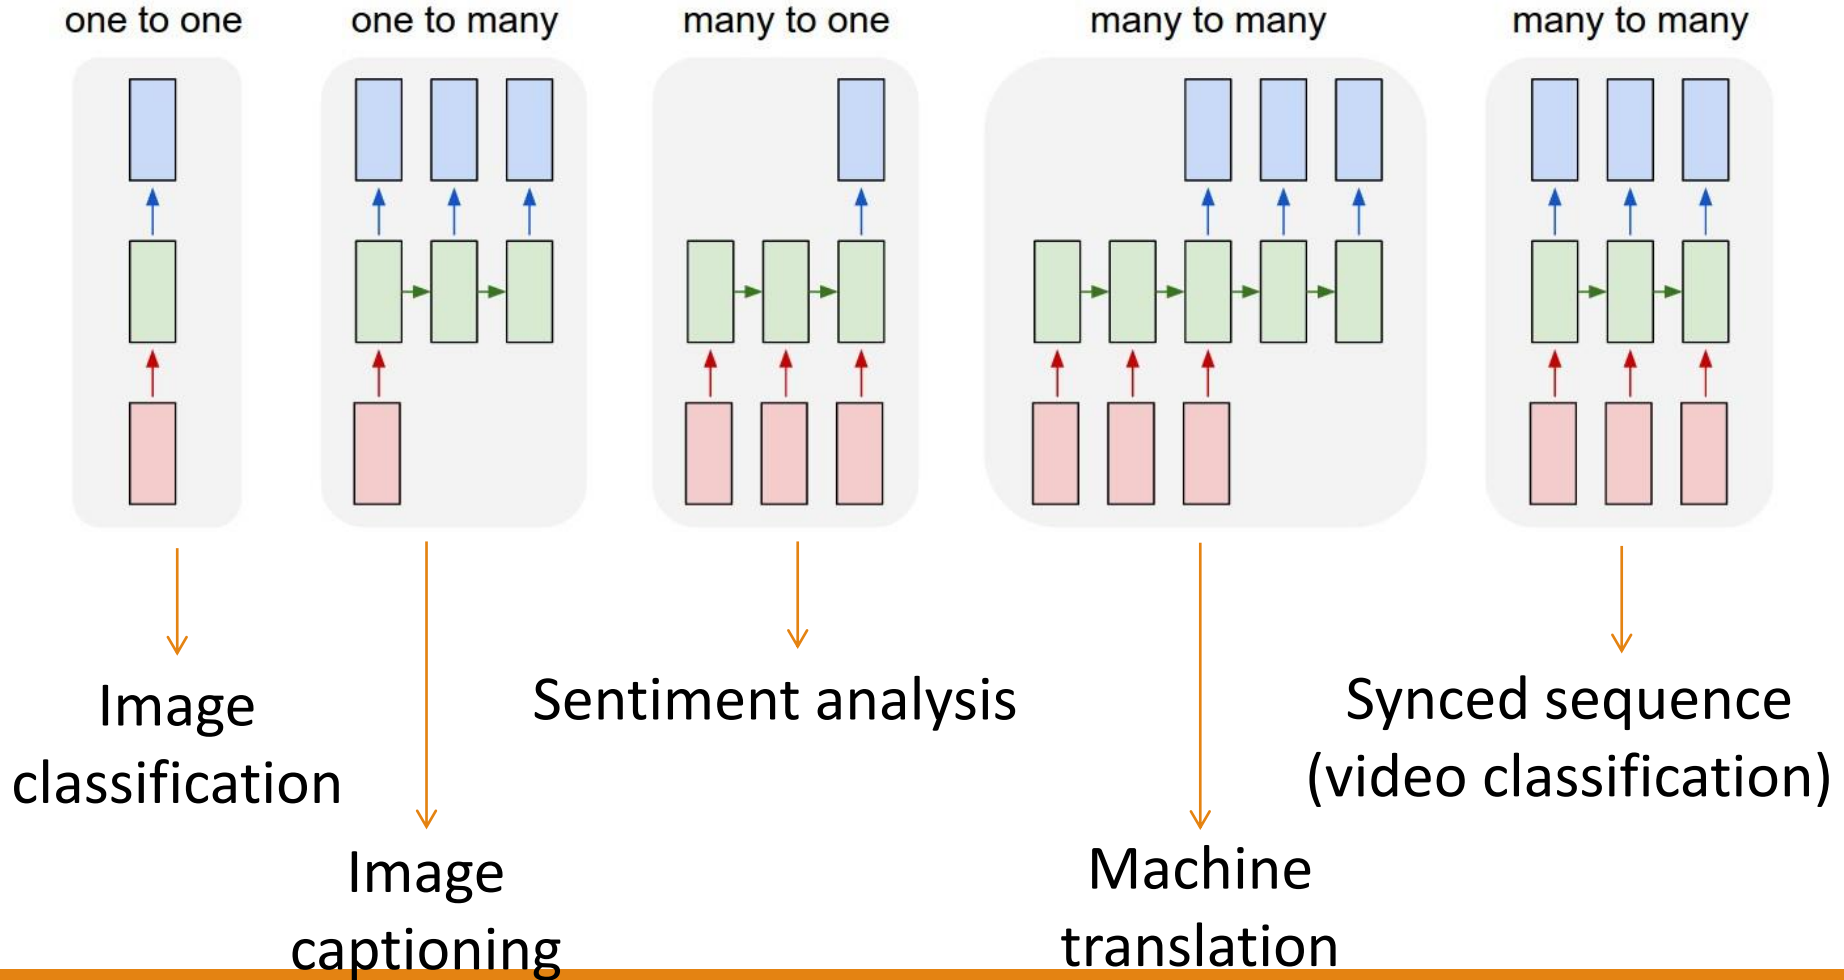 one to one
one to many
many to one
many to many
many to many
Image
classification
Image
captioning
Sentiment analysis
Machine
translation
Synced sequence
(video classification)